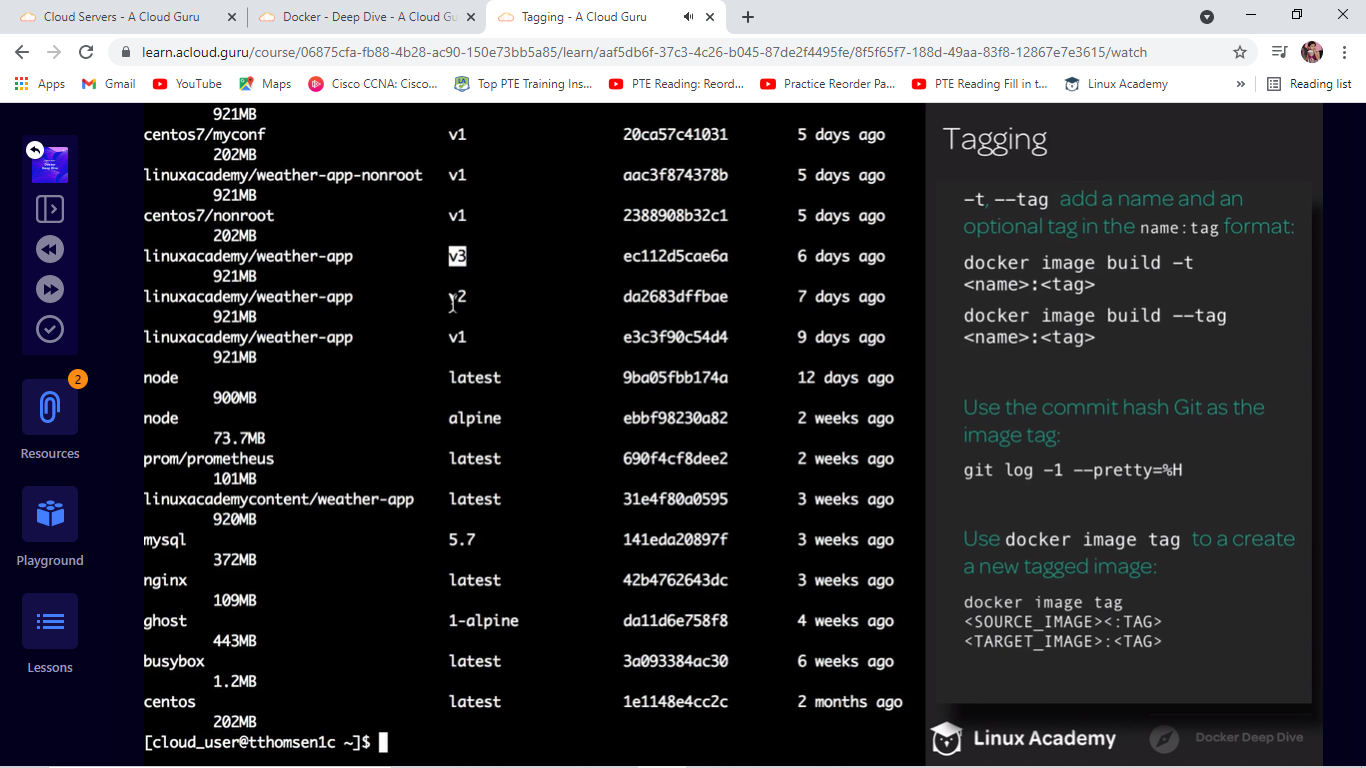 Cloud Servers - A Cloud Guru
Docker - Deep Dive - A Cloud Gu
Tagging - A Cloud Guru
learn.acloud.guru/course/06875cfa-fb88-4b28-ac90-150e73bb5a85/learn/aaf5db6f-37c3-4c26-b045-87de2f4495fe/8f5f65f7-188d-49aa-83f8-12867e7e3615/watch
Apps Gmail YouTube Maps Cisco CCNA: Cisco... Top PTE Training Ins... PTE Reading: Reord... Practice Reorder Pa... PTE Reading Fill in t... Linux Academy » Reading list
2
Resources
Playground
Lessons
921MB
centos7/myconf v1 20ca57c41031 5 days ago
202MB
linuxacademy/weather-app-nonroot v1 aac3f874378b 5 days ago
921MB
centos7/nonroot v1 2388908b32c1 5 days ago
202MB
linuxacademy/weather-app v3 ec112d5cae6a 6 days ago
921MB
linuxacademy/weather-app v2 da2683dffbae 7 days ago
921MB
linuxacademy/weather-app v1 e3c3f90c54d4 9 days ago
921MB
node latest 9ba05fbb174a 12 days ago
900MB
node alpine ebbf98230a82 2 weeks ago
73.7MB
prom/prometheus latest 690f4cf8dee2 2 weeks ago
101MB
linuxacademycontent/weather-app latest 31e4f80a0595 3 weeks ago
920MB
mysql 5.7 141eda20897f 3 weeks ago
372MB
nginx latest 42b4762643dc 3 weeks ago
109MB
ghost 1-alpine da11d6e758f8 4 weeks ago
443MB
busybox latest 3a093384ac30 6 weeks ago
1.2MB
centos latest 1e1148e4cc2c 2 months ago
202MB
[cloud_user@tthomsen1c ~]$
Tagging
-t, --tag add a name and an
optional tag in the name:tag format:
docker image build -t
<name>:<tag>
docker image build --tag
<name>:<tag>
Use the commit hash Git as the
image tag:
git log -1 --pretty=%H
Use docker image tag to a create
a new tagged image:
docker image tag
<SOURCE_IMAGE><:TAG>
<TARGET_IMAGE>:<TAG>
Linux Academy
Docker Deep Dive